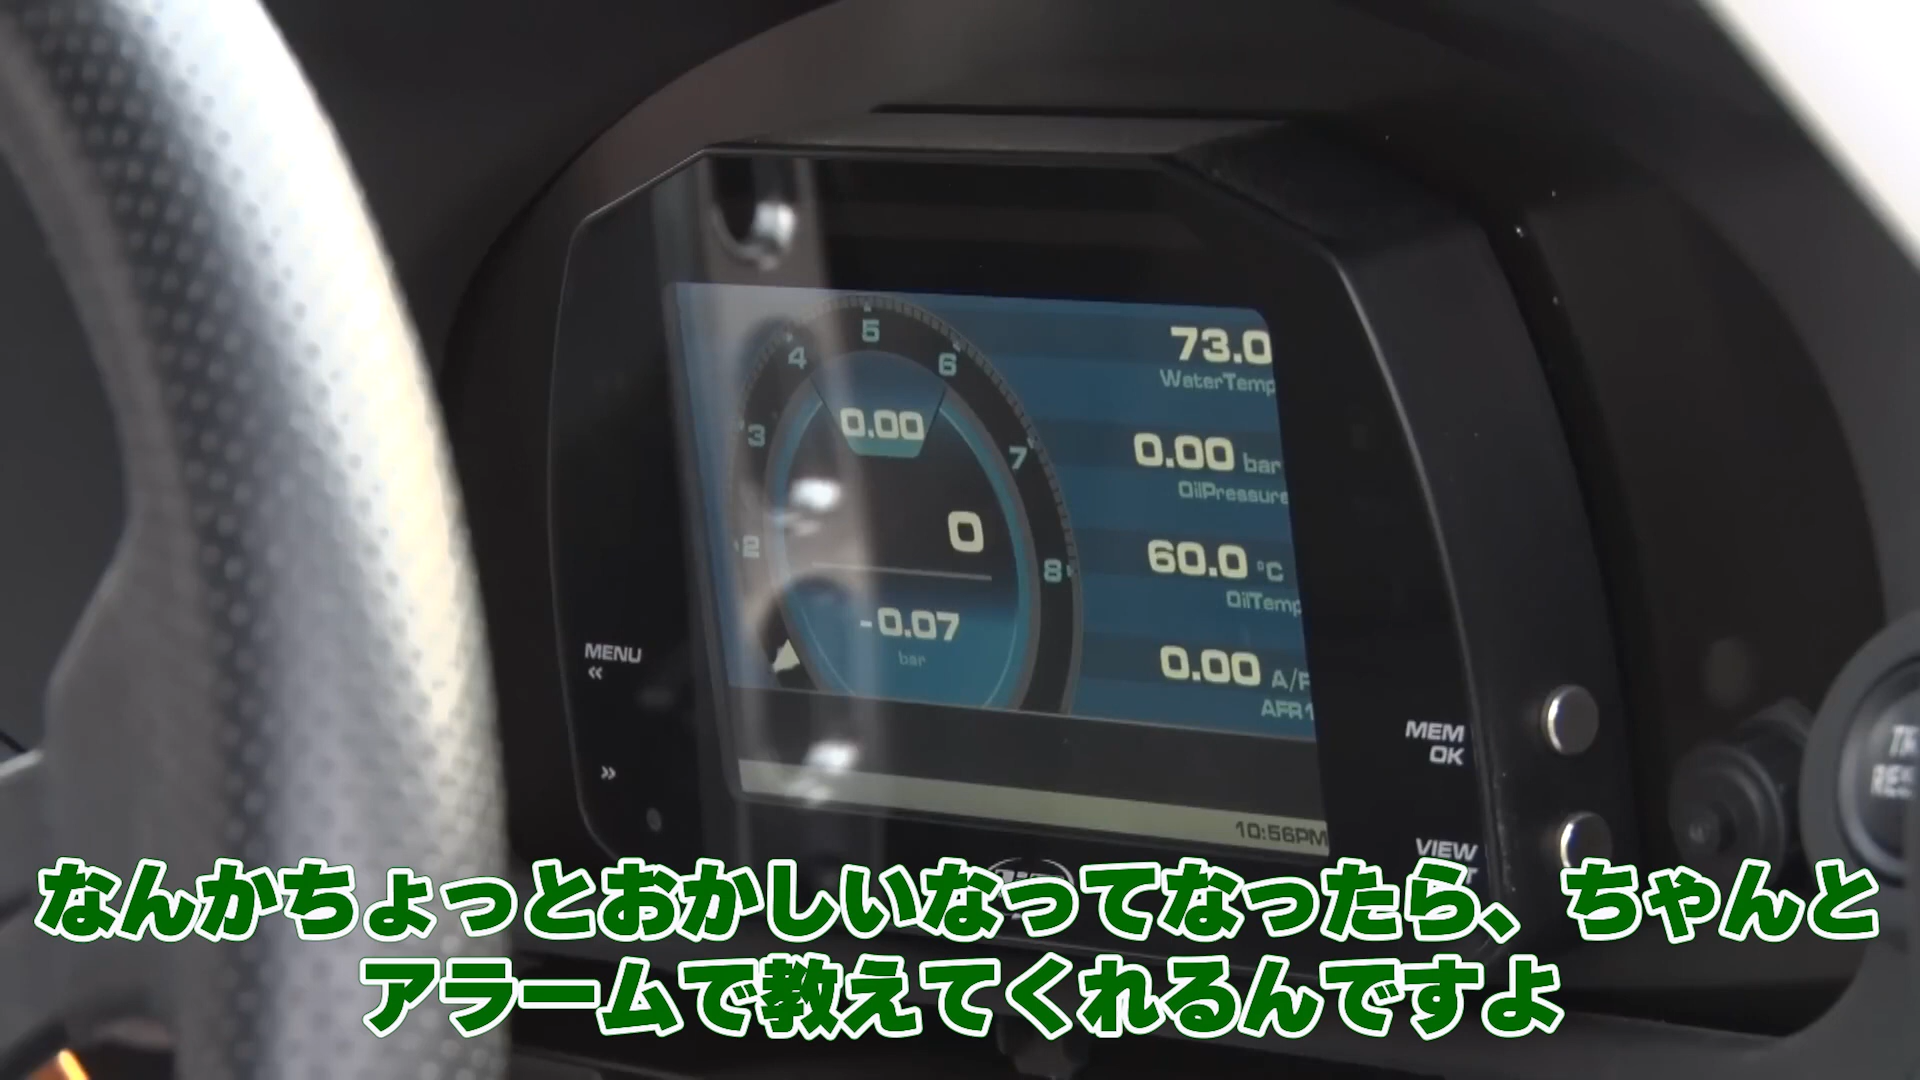 73.0
WaterTemp
5
4
6
3
0.00
7
0.00 bar
OilPressure
0
2
8
60.0 °C
OilTemp
-0.07
bar
0.00 A/F
AFR1
MENU
«
»
MEM
OK
10:56PM
VIEW
なんかちょっとおかしいなってなったら、ちゃんと
アラームで教えてくれるんですよ